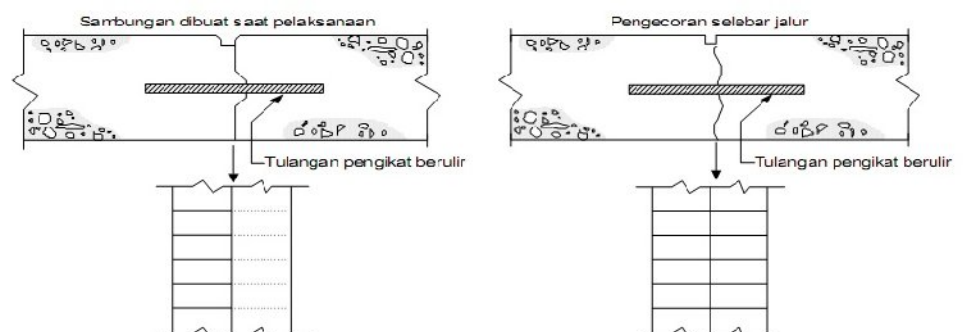 Sambungan dibuat saat pelaksanaan
Pengecoran selebar jalur
Tulangan pengikat berulir
Tulangan pengikat berulir